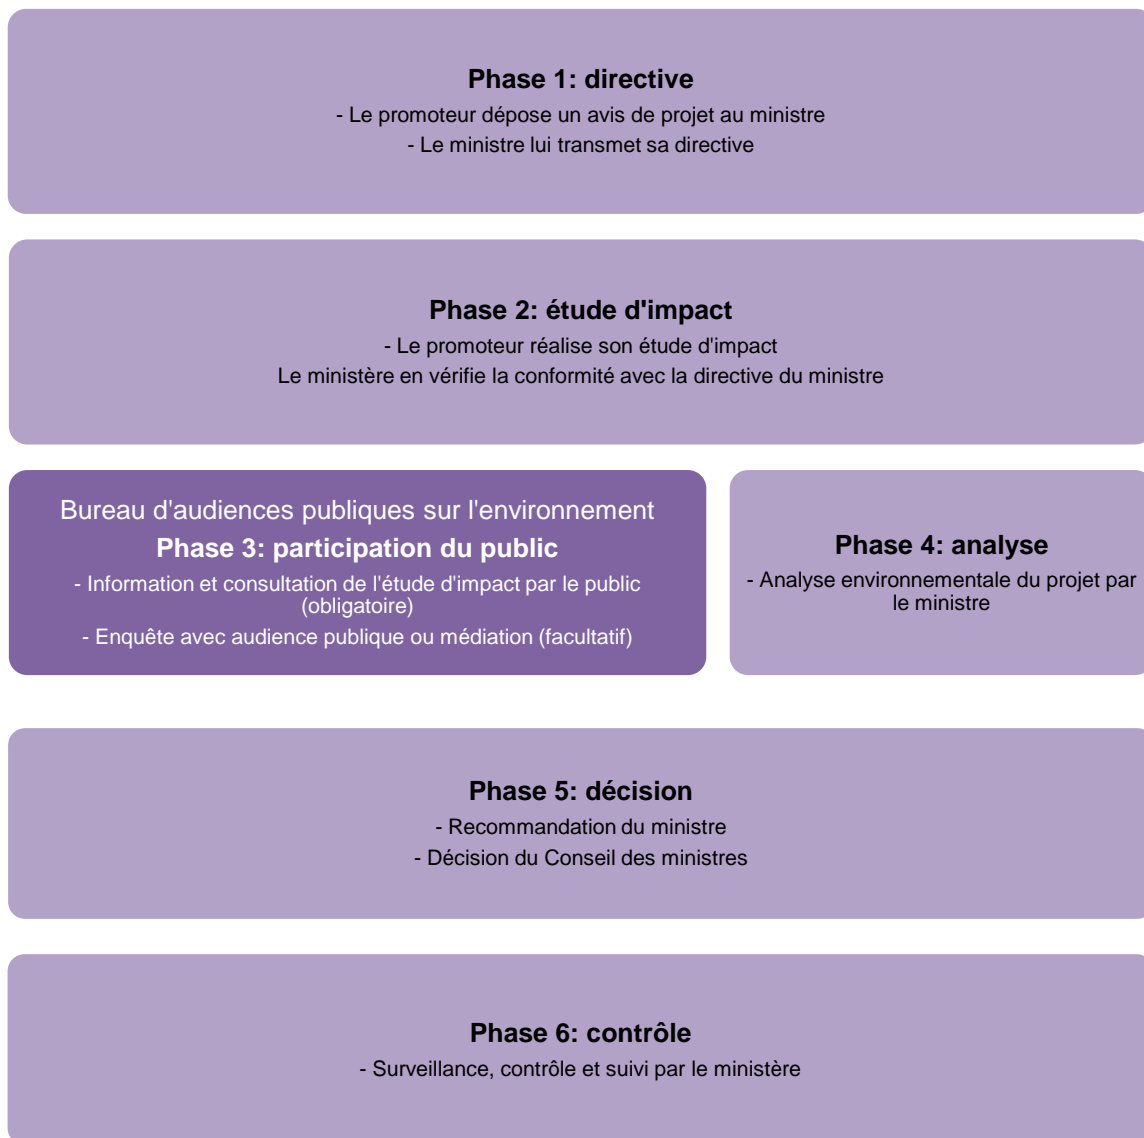 Phase 1: directive
- Le promoteur dépose un avis de projet au ministre
- Le ministre lui transmet sa directive
Phase 2: étude d'impact
- Le promoteur réalise son étude d'impact
Le ministère en vérifie la conformité avec la directive du ministre
Bureau d'audiences publiques sur l'environnement
Phase 3: participation du public
- Information et consultation de l'étude d'impact par le public
(obligatoire)
- Enquête avec audience publique ou médiation (facultatif)
Phase 4: analyse
- Analyse environnementale du projet par
le ministre
Phase 5: décision
- Recommandation du ministre
- Décision du Conseil des ministres
Phase 6: contrôle
- Surveillance, contrôle et suivi par le ministère